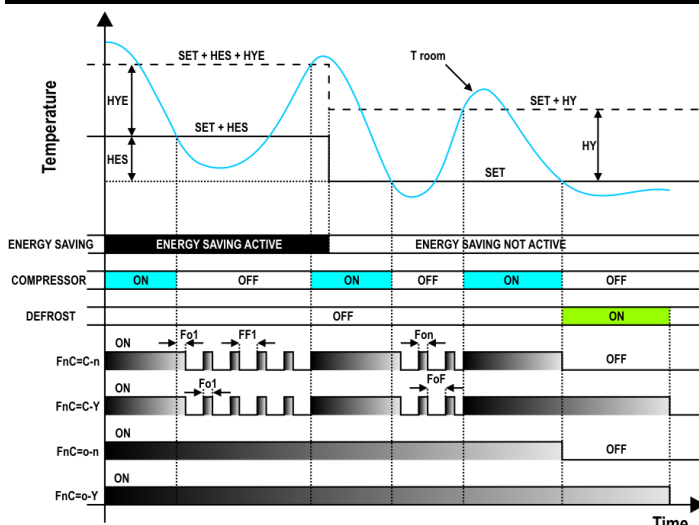 SET + HES + HYE
T room
HYE
SET + HY
Temperature
SET + HES
HY
HES
SET
ENERGY SAVING
ENERGY SAVING ACTIVE
ENERGY SAVING NOT ACTIVE
COMPRESSOR
ON
OFF
ON
OFF
ON
OFF
DEFROST
OFF
ON
ON
Fo1
FF1
Fon
FnC=C-n
OFF
ON
Fo1
FoF
FnC=C-Y
ON
FnC=o-n
OFF
ON
FnC=o-Y
Time